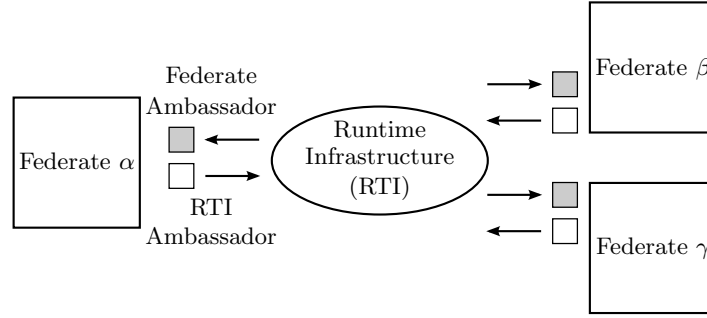 Federate α
Federate
Ambassador
RTI
Ambassador
Runtime
Infrastructure
(RTI)
Federate β
Federate γ